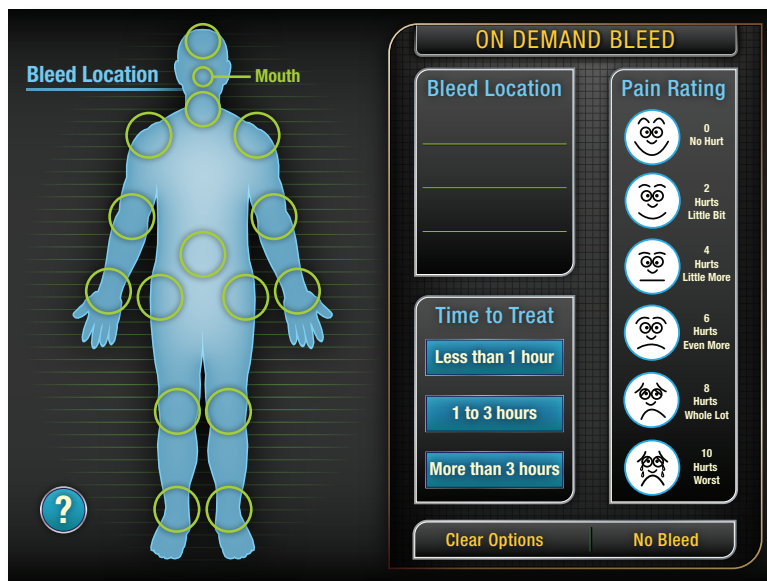 Bleed Location
Mouth
?
ON DEMAND BLEED
Bleed Location
Time to Treat
Less than 1 hour
1 to 3 hours
More than 3 hours
Pain Rating
0
No Hurt
2
Hurts
Little Bit
4
Hurts
Little More
6
Hurts
Even More
8
Hurts
Whole Lot
10
Hurts
Worst
Clear Options
No Bleed